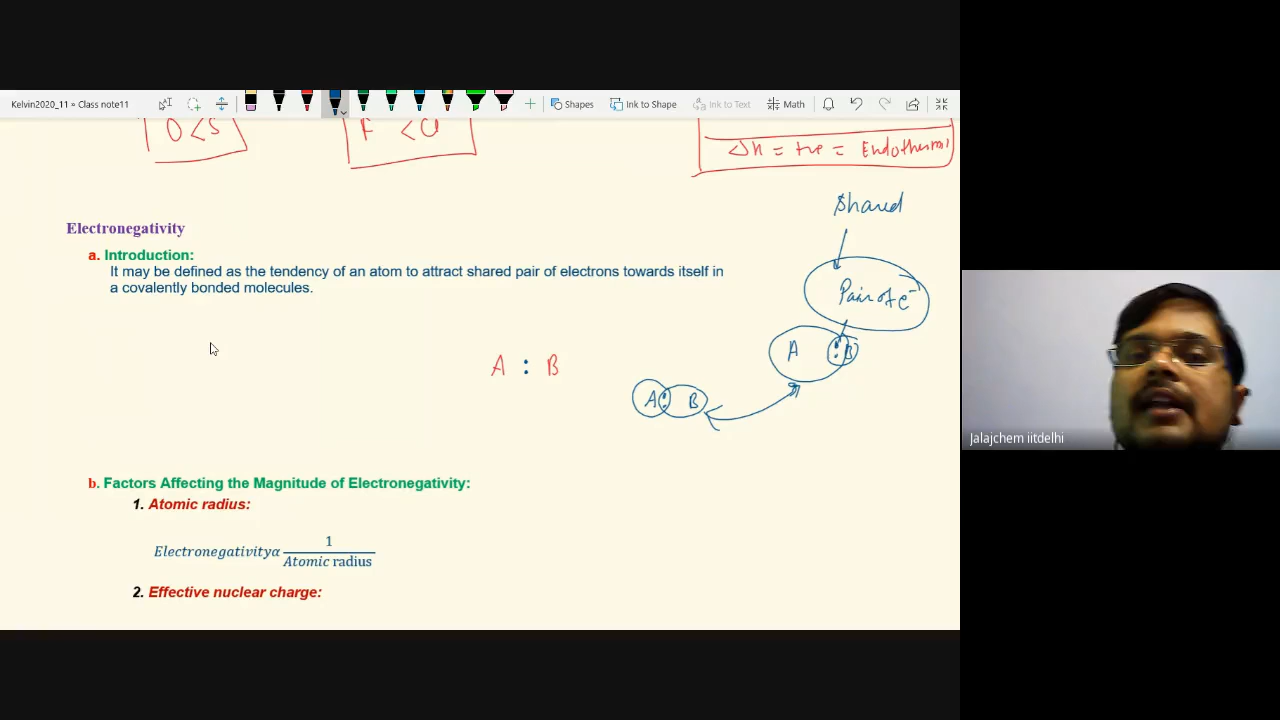 Kelvin2020_11 » Class note11
Shapes
Ink to Shape
Ink to Text
Math
O < S
F < Cl
ΔH = +ve = Endothermi
Shared
Pair of e⁻
Electronegativity
a. Introduction:
It may be defined as the tendency of an atom to attract shared pair of electrons towards itself in
a covalently bonded molecules.
A : B
A : B
A : B
Jalajchem iitdelhi
b. Factors Affecting the Magnitude of Electronegativity:
1. Atomic radius:
Electronegativityα 1
Atomic radius
2. Effective nuclear charge: